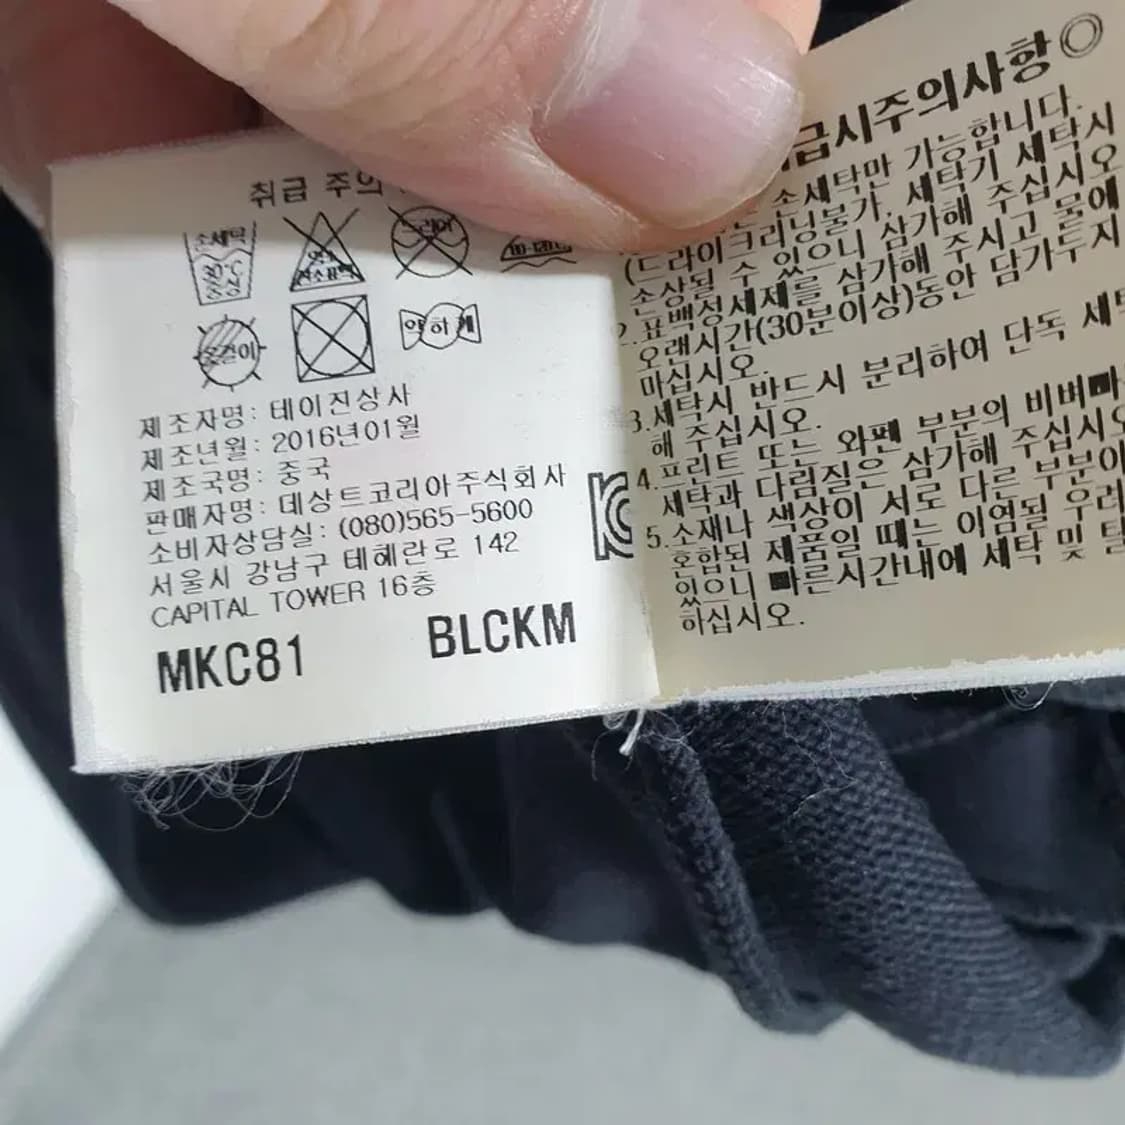 취급 주의
손세탁
30°C
중성
염소
산소표백
드라이
옷걸이
약하게
제조자명: 테이진상사
제조년월: 2016년01월
제조국명: 중국
판매자명: 데상트코리아주식회사
소비자상담실: (080)565-5600
서울시 강남구 테헤란로 142
CAPITAL TOWER 16층
MKC81 BLCKM
급시주의사항◎
손세탁만 가능합니다.
(드라이크리닝불가, 세탁기 세탁시
손상될 수 있으니 삼가해 주십시오
2.표백성세제를 삼가해 주시고 물에
오랜시간(30분이상)동안 담가두지
마십시오.
3.세탁시 반드시 분리하여 단독 세탁
해 주십시오.
4.프린트 또는 와펜 부분의 비벼빠
세탁과 다림질은 삼가해 주십시오
5.소재나 색상이 서로 다른 부분이
혼합된 제품일 때는 이염될 우려
있으니 빠른시간내에 세탁 및 탈
하십시오.